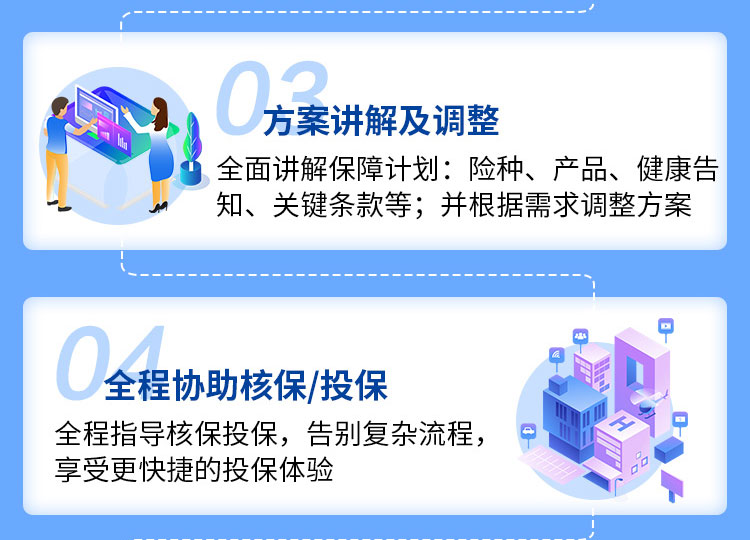 03
方案讲解及调整
全面讲解保障计划：险种、产品、健康告
知、关键条款等；并根据需求调整方案
04
全程协助核保/投保
全程指导核保投保，告别复杂流程，
享受更快捷的投保体验
H